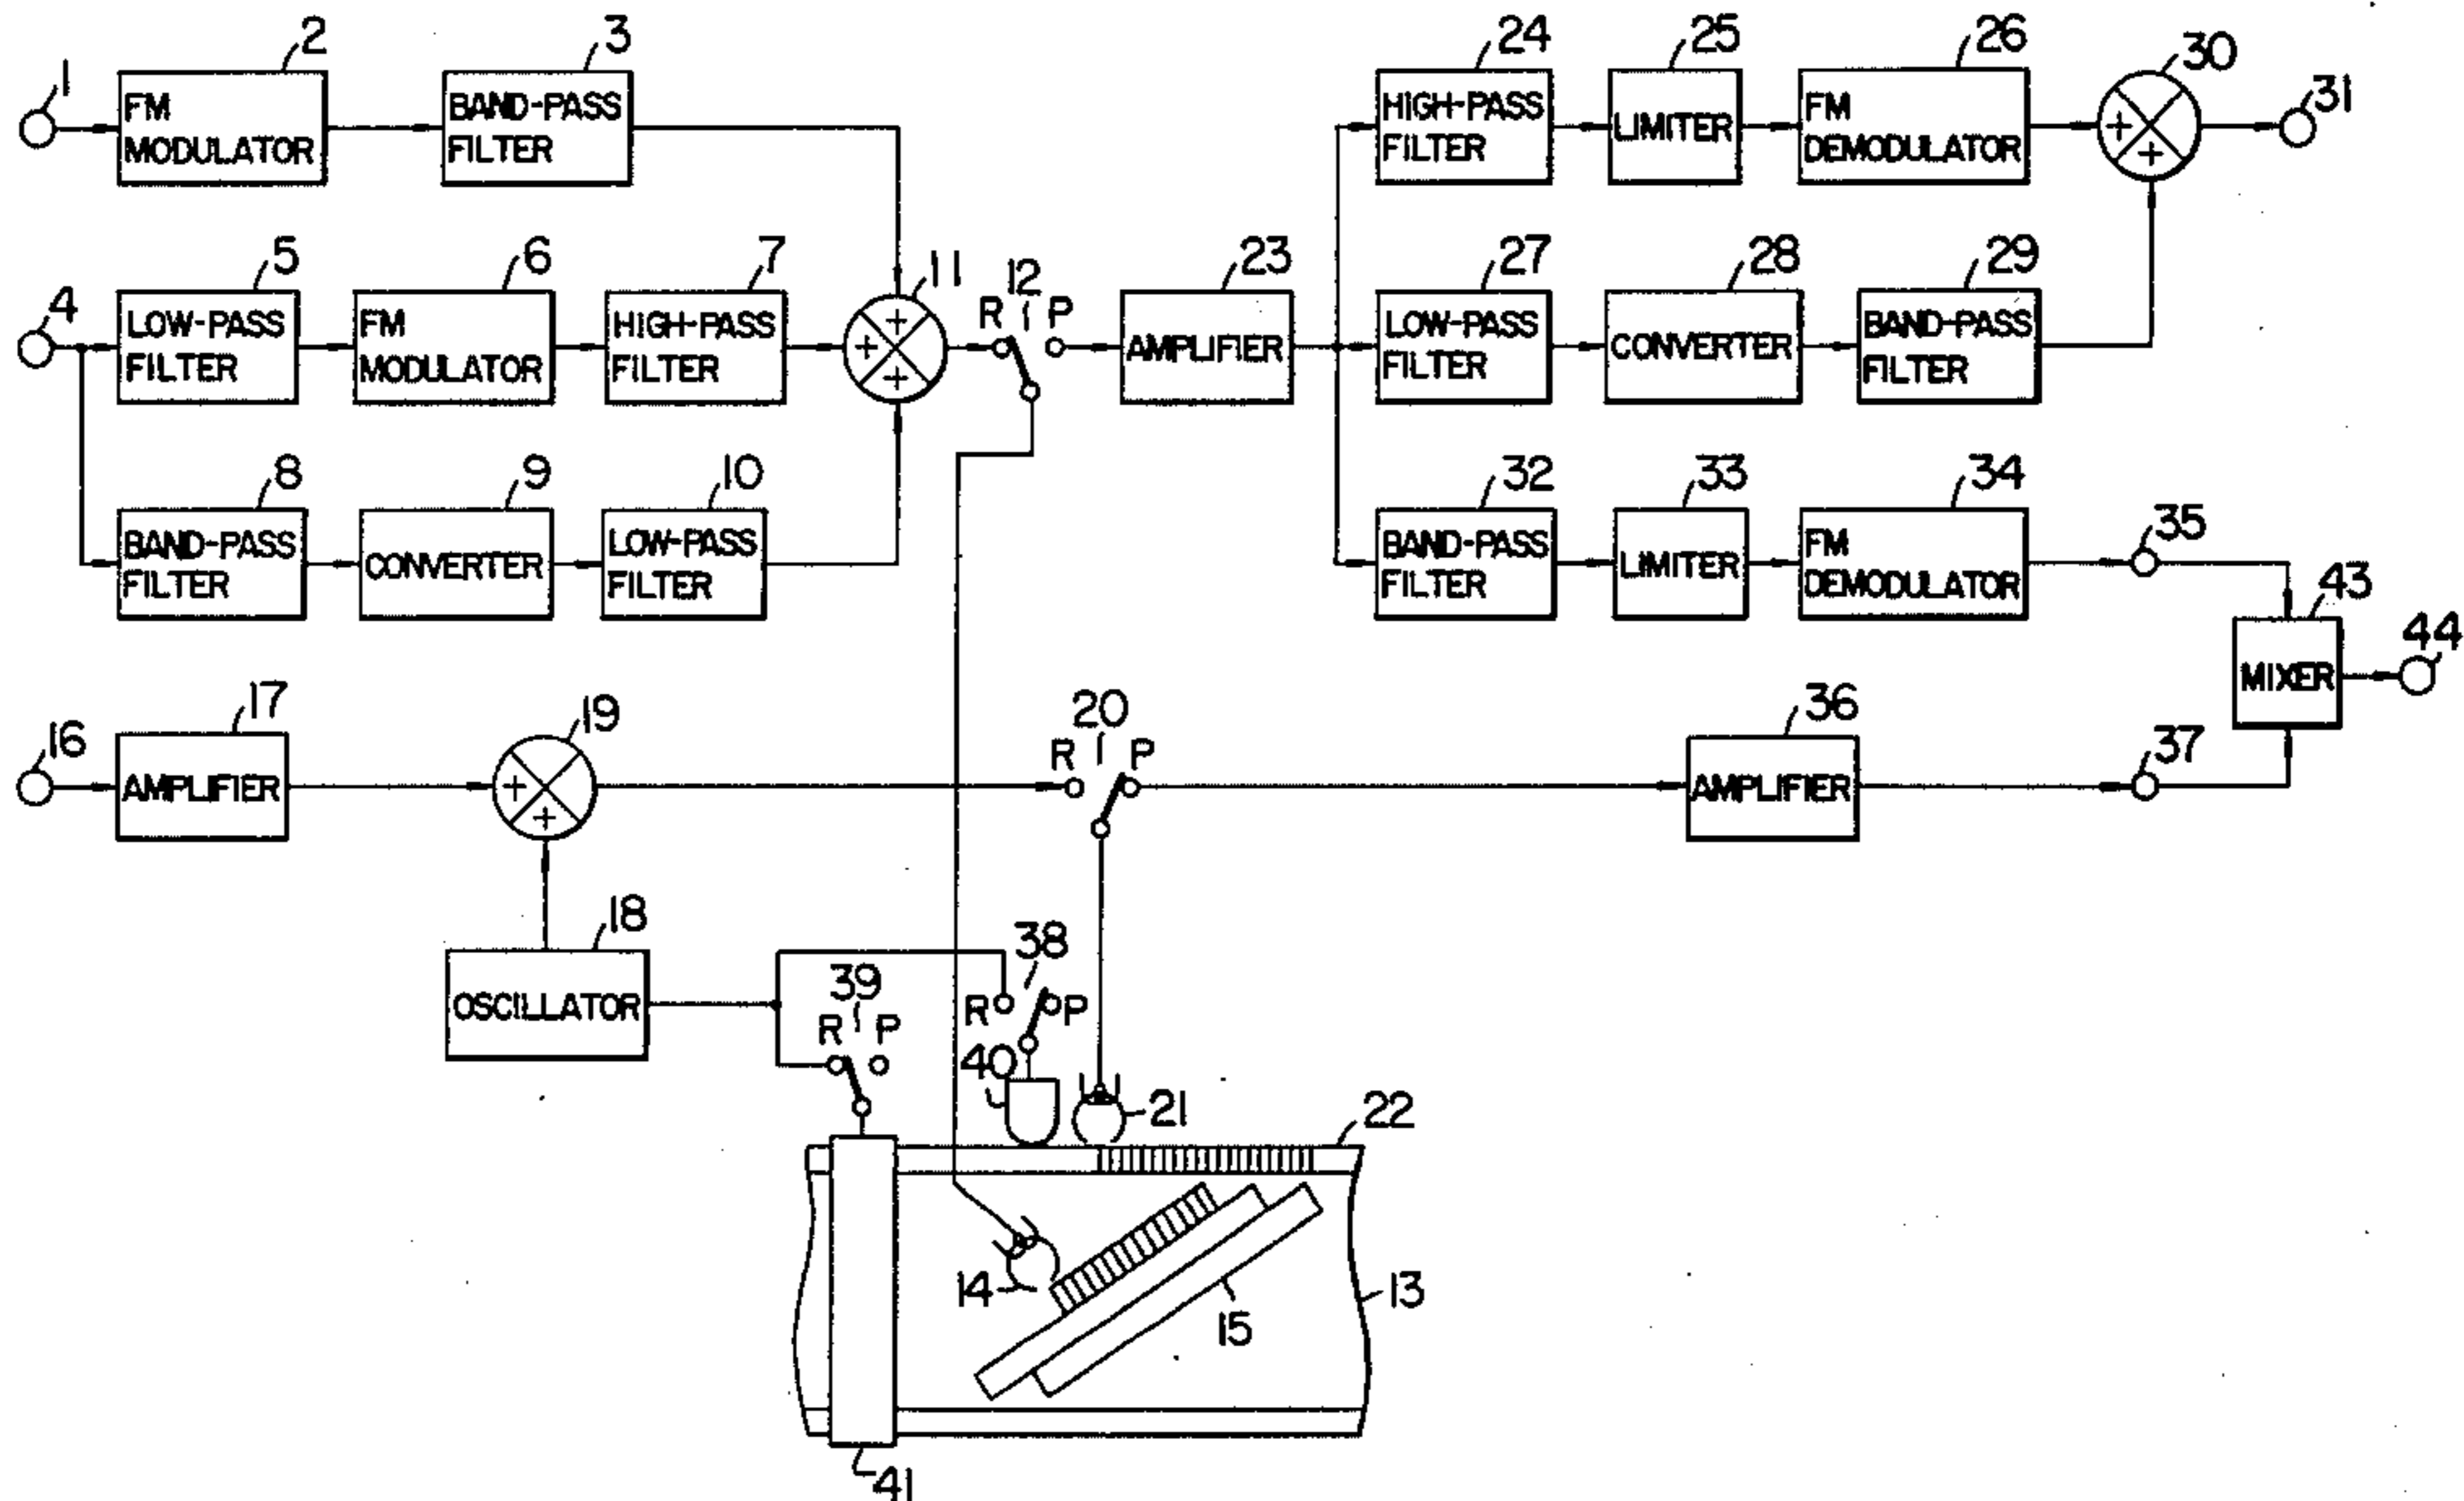 1
2
FM
MODULATOR
3
BAND-PASS
FILTER
4
5
LOW-PASS
FILTER
6
FM
MODULATOR
7
HIGH-PASS
FILTER
8
BAND-PASS
FILTER
9
CONVERTER
10
LOW-PASS
FILTER
11
+
+
+
12
R P
23
AMPLIFIER
24
HIGH-PASS
FILTER
25
LIMITER
26
FM
DEMODULATOR
30
+
+
31
27
LOW-PASS
FILTER
28
CONVERTER
29
BAND-PASS
FILTER
32
BAND-PASS
FILTER
33
LIMITER
34
FM
DEMODULATOR
35
43
MIXER
44
16
17
AMPLIFIER
19
+
+
20
R P
36
AMPLIFIER
37
18
OSCILLATOR
39
R P
38
R P
40
21
22
14
15
13
41